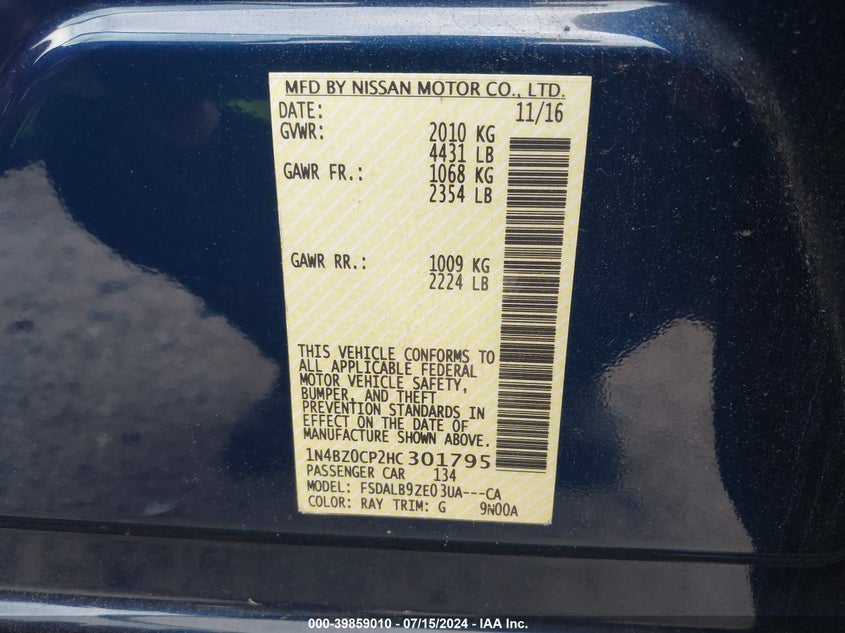 MFD BY NISSAN MOTOR CO., LTD.
DATE: 11/16
GVWR: 2010 KG
4431 LB
GAWR FR.: 1068 KG
2354 LB
GAWR RR.: 1009 KG
2224 LB
THIS VEHICLE CONFORMS TO
ALL APPLICABLE FEDERAL
MOTOR VEHICLE SAFETY,
BUMPER, AND THEFT
PREVENTION STANDARDS IN
EFFECT ON THE DATE OF
MANUFACTURE SHOWN ABOVE.
1N4BZ0CP2HC 301795
PASSENGER CAR 134
MODEL: FSDALB9ZE03UA---CA
COLOR: RAY TRIM: G 9N00A
000-39859010 - 07/15/2024 - IAA Inc.